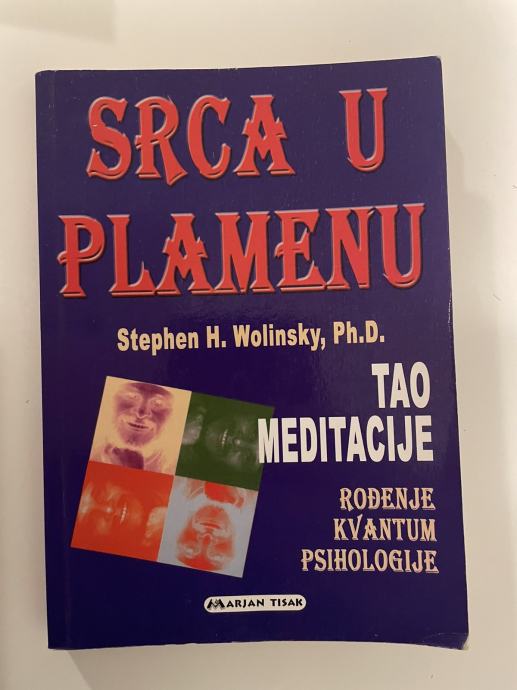 SRCA U
PLAMENU
Stephen H. Wolinsky, Ph.D.
TAO
MEDITACIJE
ROĐENJE
KVANTUM
PSIHOLOGIJE
MARJAN TISAK